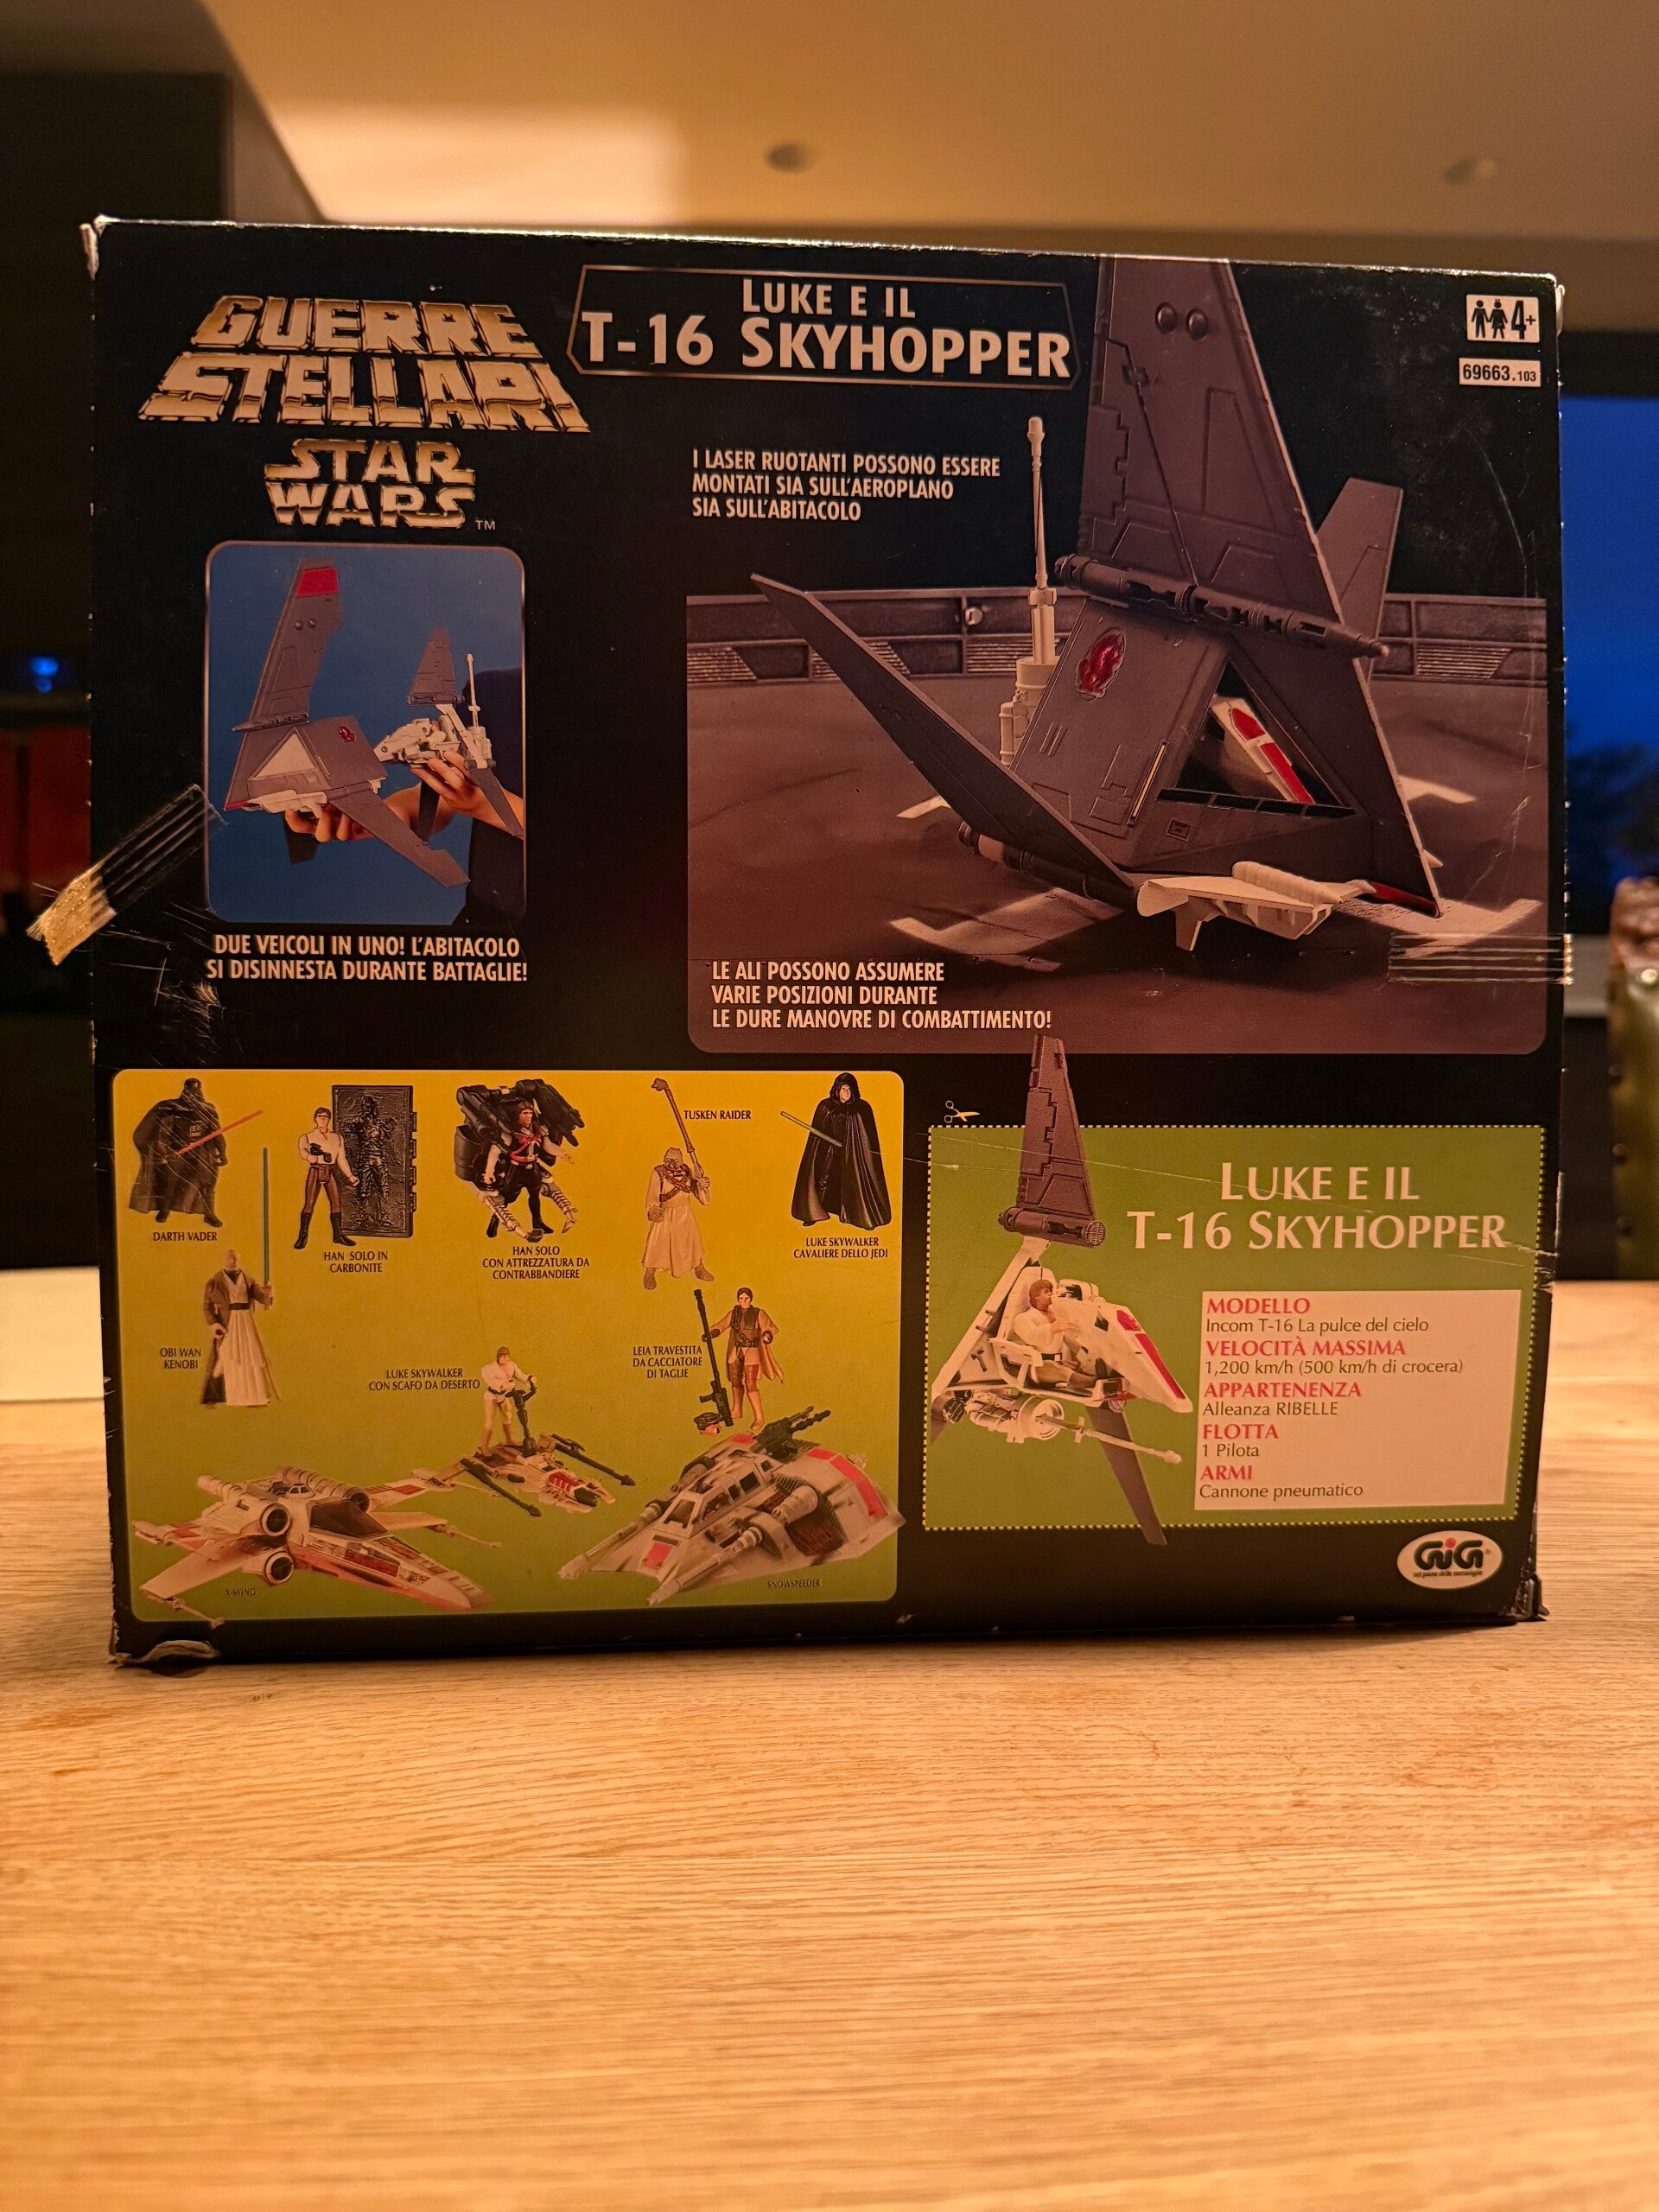 GUERRE
STELLARI
STAR
WARS
TM
LUKE E IL
T-16 SKYHOPPER
4+
69663.103
I LASER RUOTANTI POSSONO ESSERE
MONTATI SIA SULL'AEROPLANO
SIA SULL'ABITACOLO
DUE VEICOLI IN UNO! L'ABITACOLO
SI DISINNESTA DURANTE BATTAGLIE!
LE ALI POSSONO ASSUMERE
VARIE POSIZIONI DURANTE
LE DURE MANOVRE DI COMBATTIMENTO!
DARTH VADER
HAN SOLO IN
CARBONITE
HAN SOLO
CON ATTREZZATURA DA
CONTRABBANDIERE
TUSKEN RAIDER
LUKE SKYWALKER
CAVALIERE DELLO JEDI
OBI WAN
KENOBI
LUKE SKYWALKER
CON SCAFO DA DESERTO
LEIA TRAVESTITA
DA CACCIATORE
DI TAGLIE
X-WING
SNOWSPEEDER
LUKE E IL
T-16 SKYHOPPER
MODELLO
Incom T-16 La pulce del cielo
VELOCITÀ MASSIMA
1,200 km/h (500 km/h di crocera)
APPARTENENZA
Alleanza RIBELLE
FLOTTA
1 Pilota
ARMI
Cannone pneumatico
GiGi®
nel paese delle meraviglie